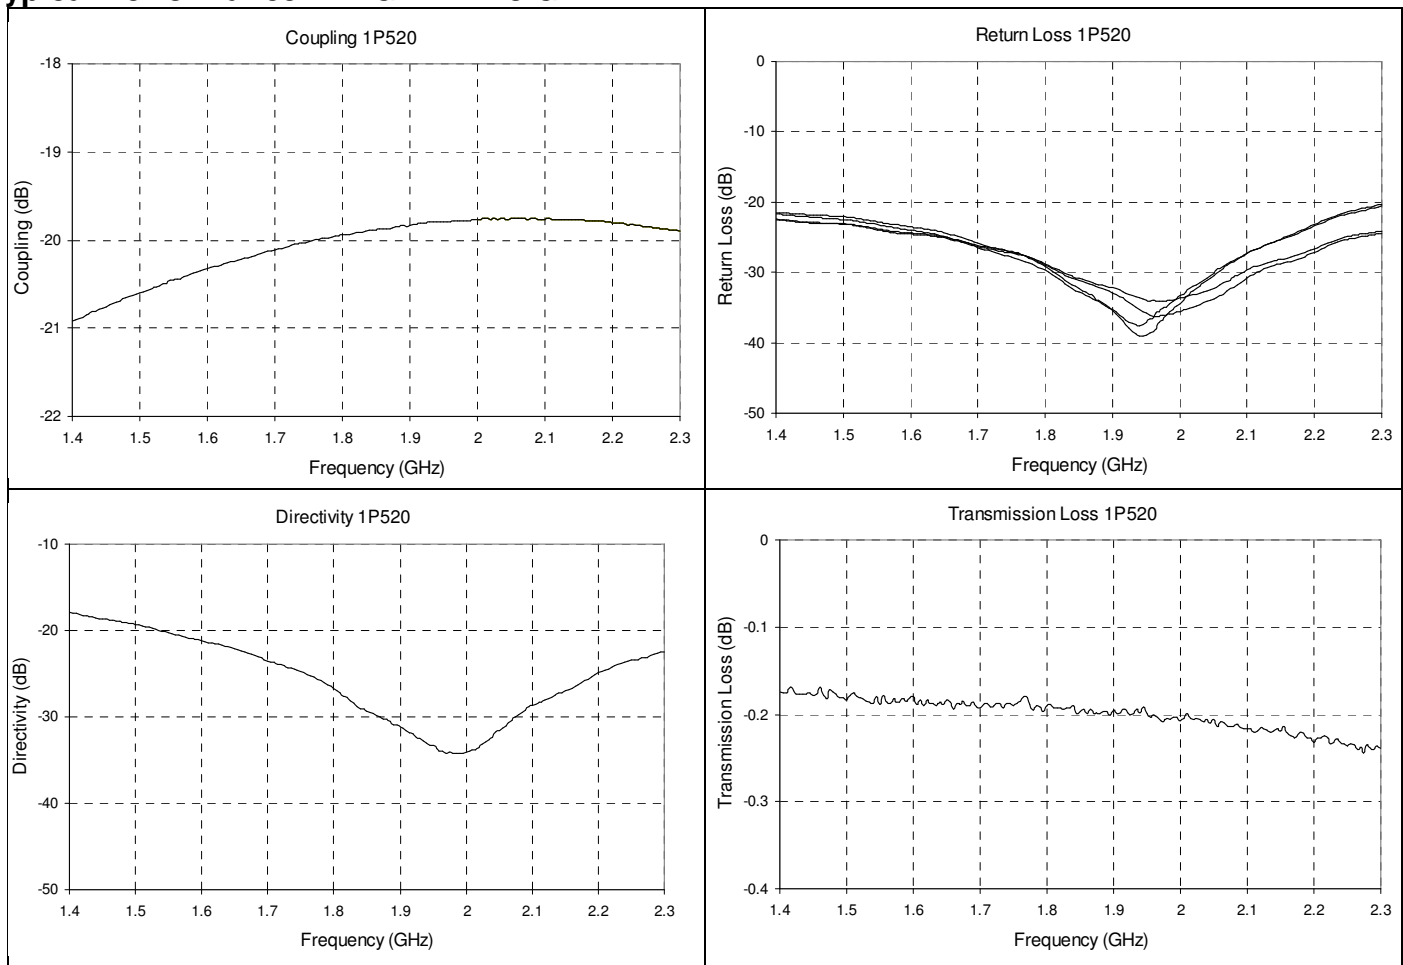 Coupling 1P520
-18
-19
-20
-21
-22
Coupling (dB)
1.4 1.5 1.6 1.7 1.8 1.9 2 2.1 2.2 2.3
Frequency (GHz)
Return Loss 1P520
0
-10
-20
-30
-40
-50
Return Loss (dB)
1.4 1.5 1.6 1.7 1.8 1.9 2 2.1 2.2 2.3
Frequency (GHz)
Directivity 1P520
-10
-20
-30
-40
-50
Directivity (dB)
1.4 1.5 1.6 1.7 1.8 1.9 2 2.1 2.2 2.3
Frequency (GHz)
Transmission Loss 1P520
0
-0.1
-0.2
-0.3
-0.4
Transmission Loss (dB)
1.4 1.5 1.6 1.7 1.8 1.9 2 2.1 2.2 2.3
Frequency (GHz)